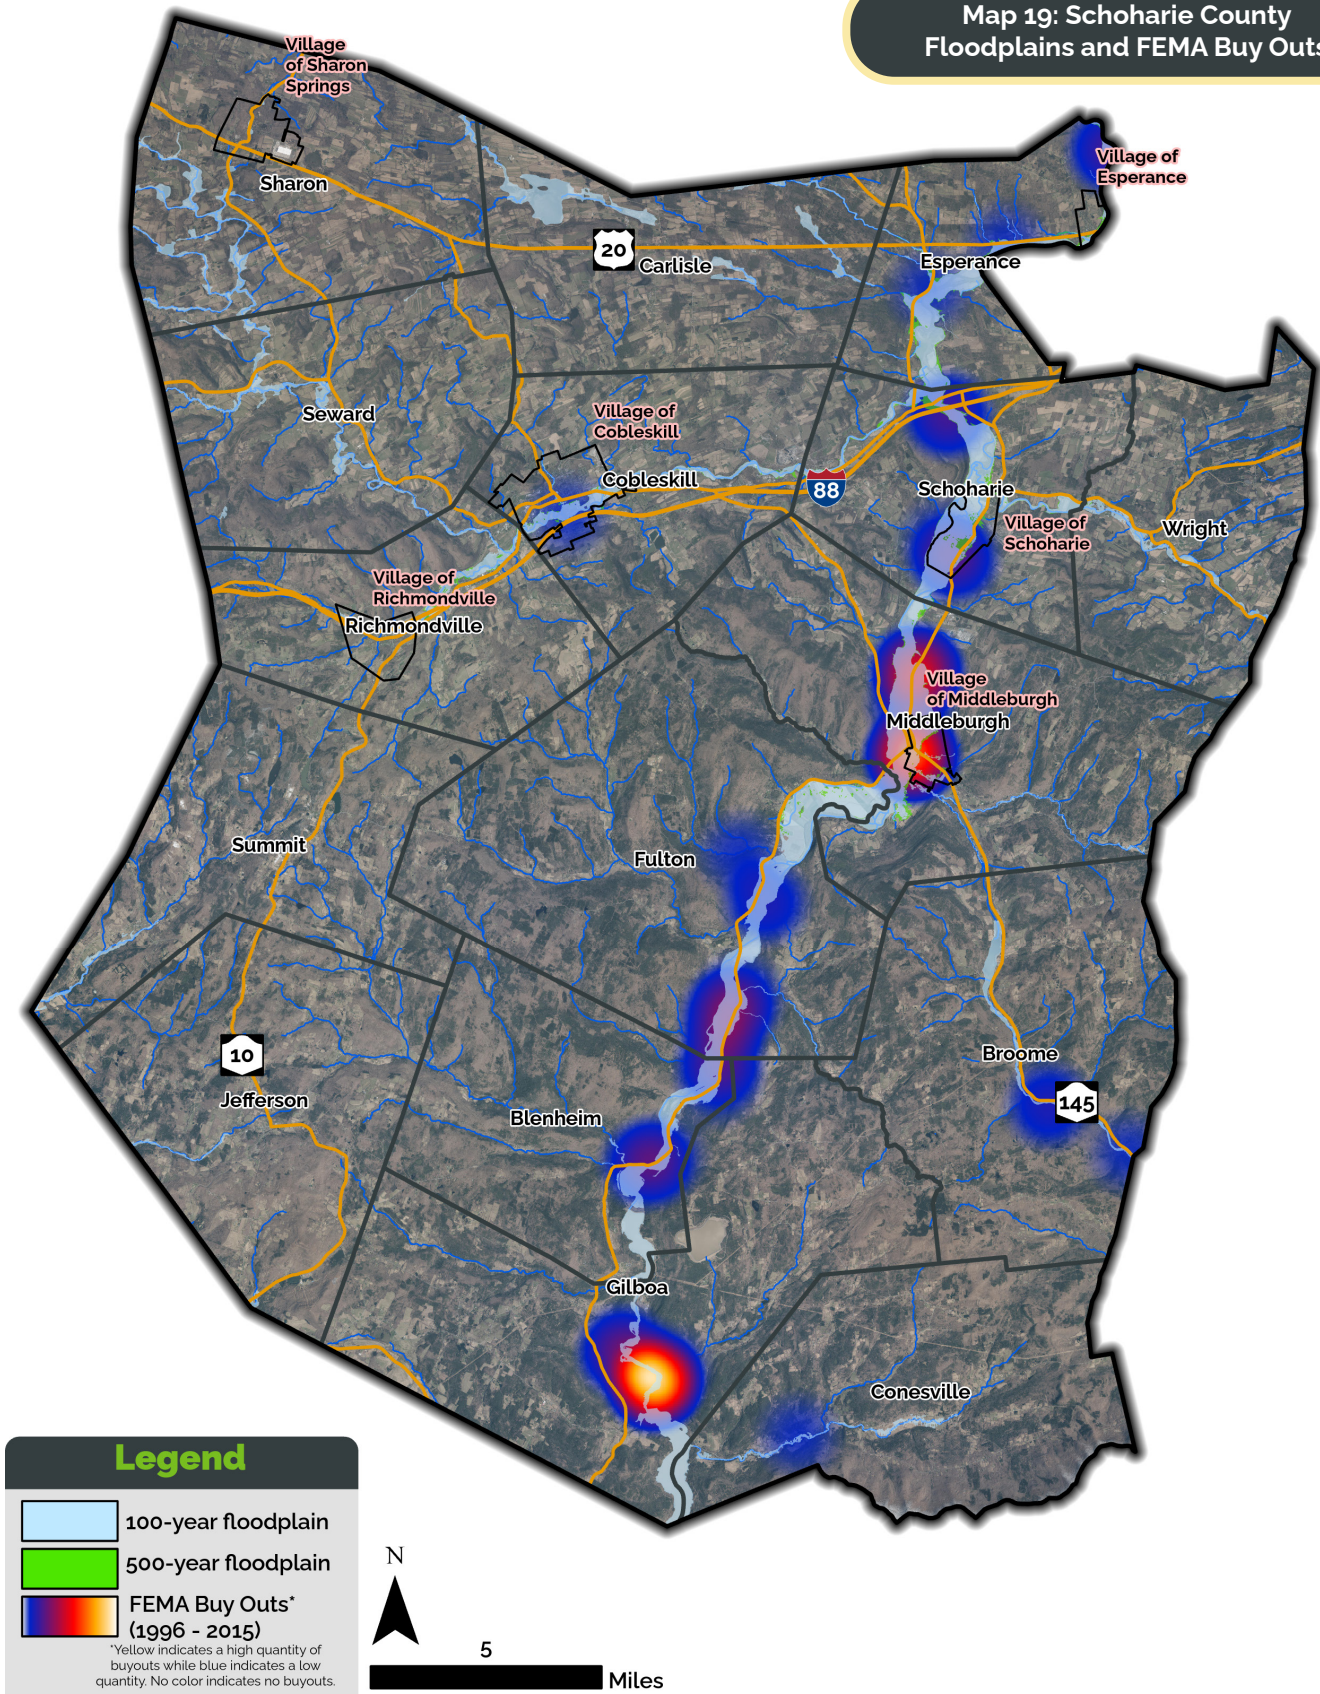 Map 19: Schoharie County
Floodplains and FEMA Buy Outs
Village
of Sharon
Springs
Sharon
Village of
Esperance
20
Carlisle
Esperance
Seward
Village of
Cobleskill
Cobleskill
88
Schoharie
Village of
Schoharie
Wright
Village of
Richmondville
Richmondville
Village
of Middleburgh
Middleburgh
Summit
Fulton
10
Jefferson
Broome
145
Blenheim
Gilboa
Conesville
Legend
100-year floodplain
500-year floodplain
FEMA Buy Outs*
(1996 - 2015)
*Yellow indicates a high quantity of
buyouts while blue indicates a low
quantity. No color indicates no buyouts.
N
5
Miles